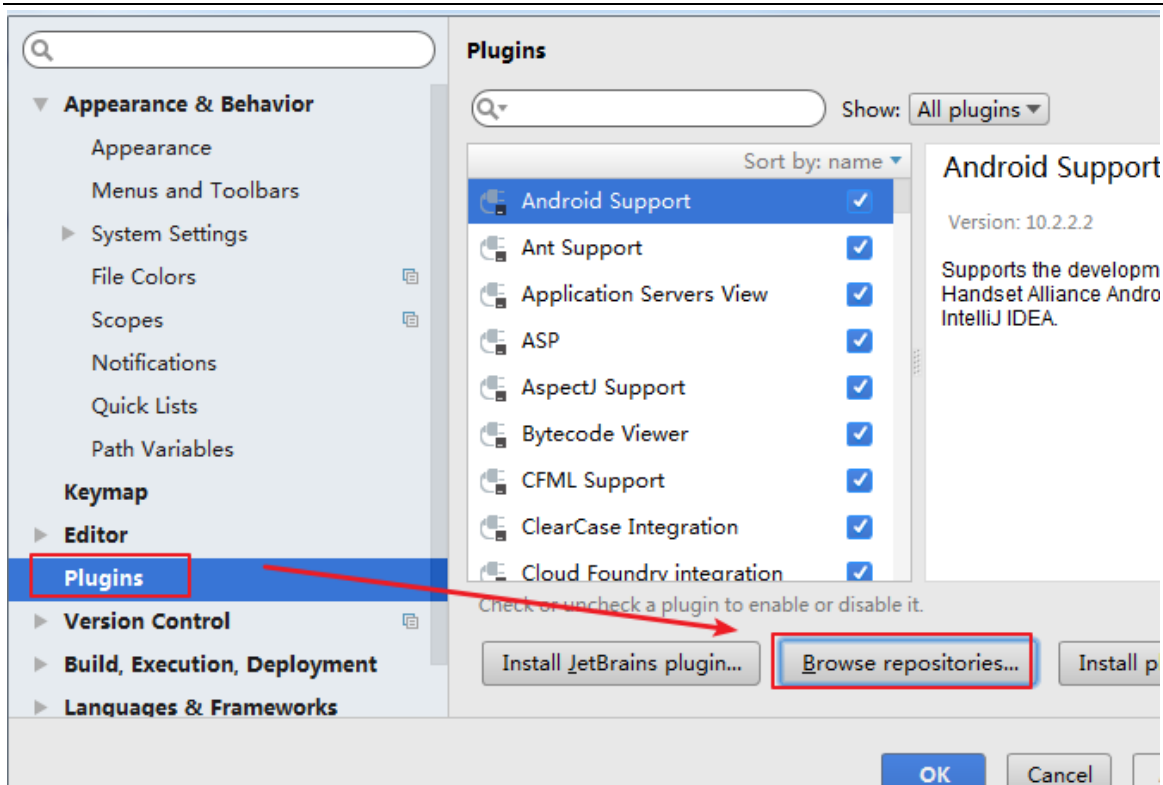 Plugins
Appearance & Behavior
Appearance
Menus and Toolbars
System Settings
File Colors
Scopes
Notifications
Quick Lists
Path Variables
Keymap
Editor
Plugins
Version Control
Build, Execution, Deployment
Languages & Frameworks
Show: All plugins
Sort by: name
Android Support
Ant Support
Application Servers View
ASP
AspectJ Support
Bytecode Viewer
CFML Support
ClearCase Integration
Cloud Foundry integration
Android Support
Version: 10.2.2.2
Supports the developm
Handset Alliance Andro
IntelliJ IDEA.
Check or uncheck a plugin to enable or disable it.
Install JetBrains plugin... Browse repositories... Install p
OK Cancel